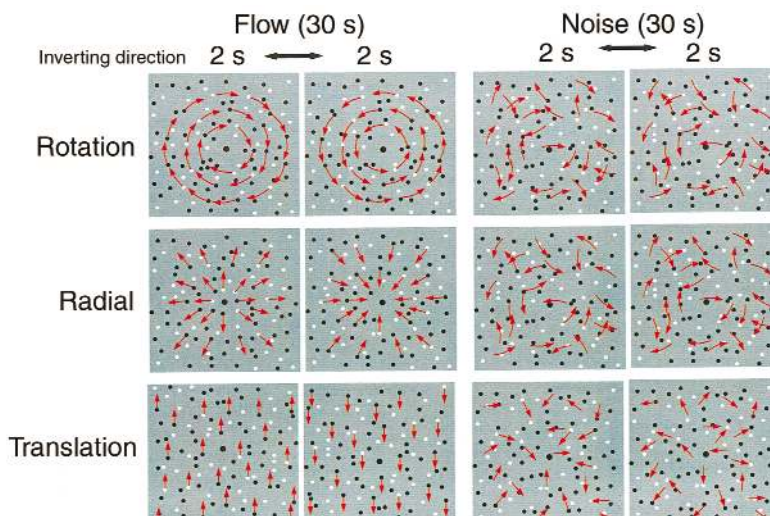 Flow (30 s)
Noise (30 s)
Inverting direction
2 s
2 s
2 s
2 s
Rotation
Radial
Translation